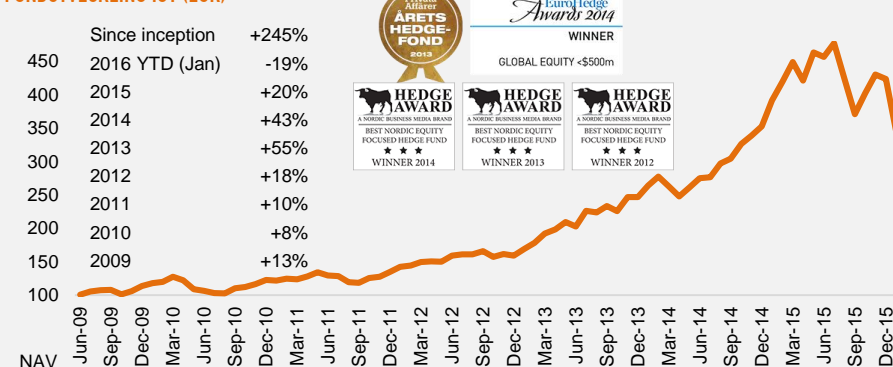 (EUR)
Since inception +245%
2016 YTD (Jan) -19%
2015 +20%
2014 +43%
2013 +55%
2012 +18%
2011 +10%
2010 +8%
2009 +13%
Affärer
ÅRETS
HEDGE-
FOND
2013
EuroHedge
Awards 2014
WINNER
GLOBAL EQUITY <$500m
HEDGE
AWARD
A NORDIC BUSINESS MEDIA BRAND
BEST NORDIC EQUITY
FOCUSED HEDGE FUND
WINNER 2014
HEDGE
AWARD
A NORDIC BUSINESS MEDIA BRAND
BEST NORDIC EQUITY
FOCUSED HEDGE FUND
WINNER 2013
HEDGE
AWARD
A NORDIC BUSINESS MEDIA BRAND
BEST NORDIC EQUITY
FOCUSED HEDGE FUND
WINNER 2012
450
400
350
300
250
200
150
100
NAV
Jun-09
Sep-09
Dec-09
Mar-10
Jun-10
Sep-10
Dec-10
Mar-11
Jun-11
Sep-11
Dec-11
Mar-12
Jun-12
Sep-12
Dec-12
Mar-13
Jun-13
Sep-13
Dec-13
Mar-14
Jun-14
Sep-14
Dec-14
Mar-15
Jun-15
Sep-15
Dec-15